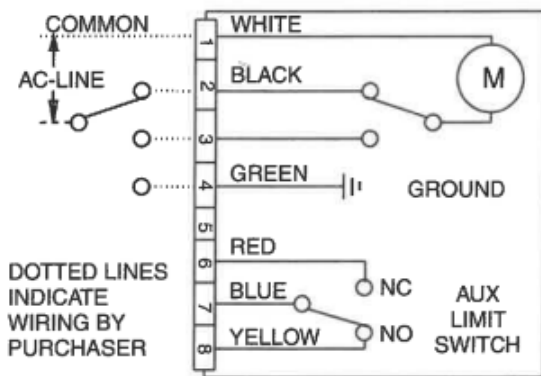 COMMON
WHITE
1
M
AC-LINE
BLACK
2
3
GREEN
4
GROUND
5
RED
6
NC
DOTTED LINES
INDICATE
WIRING BY
PURCHASER
BLUE
7
AUX
LIMIT
SWITCH
YELLOW
8
NO